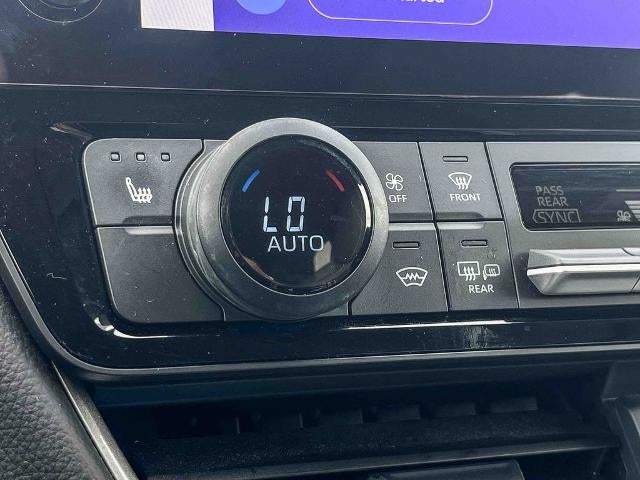 LO
AUTO
OFF
FRONT
REAR
PASS
REAR
SYNC